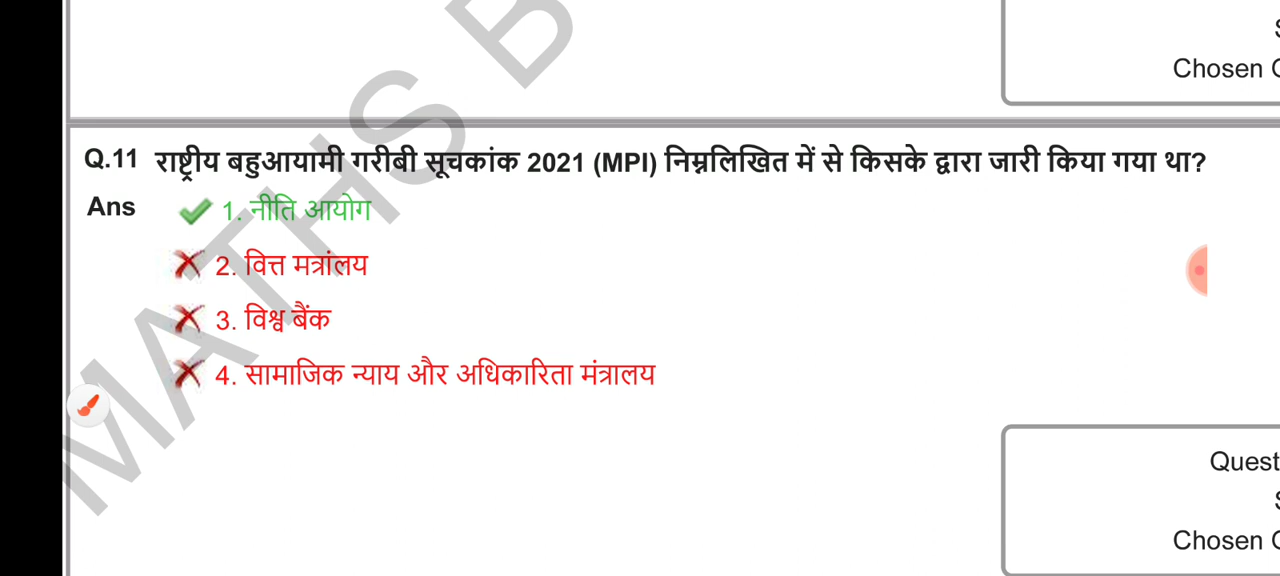 Chosen
Q.11 राष्ट्रीय बहुआयामी गरीबी सूचकांक 2021 (MPI) निम्नलिखित में से किसके द्वारा जारी किया गया था?
Ans 1. नीति आयोग
2. वित्त मत्रांलय
3. विश्व बैंक
4. सामाजिक न्याय और अधिकारिता मंत्रालय
MATHS B
Quest
Chosen